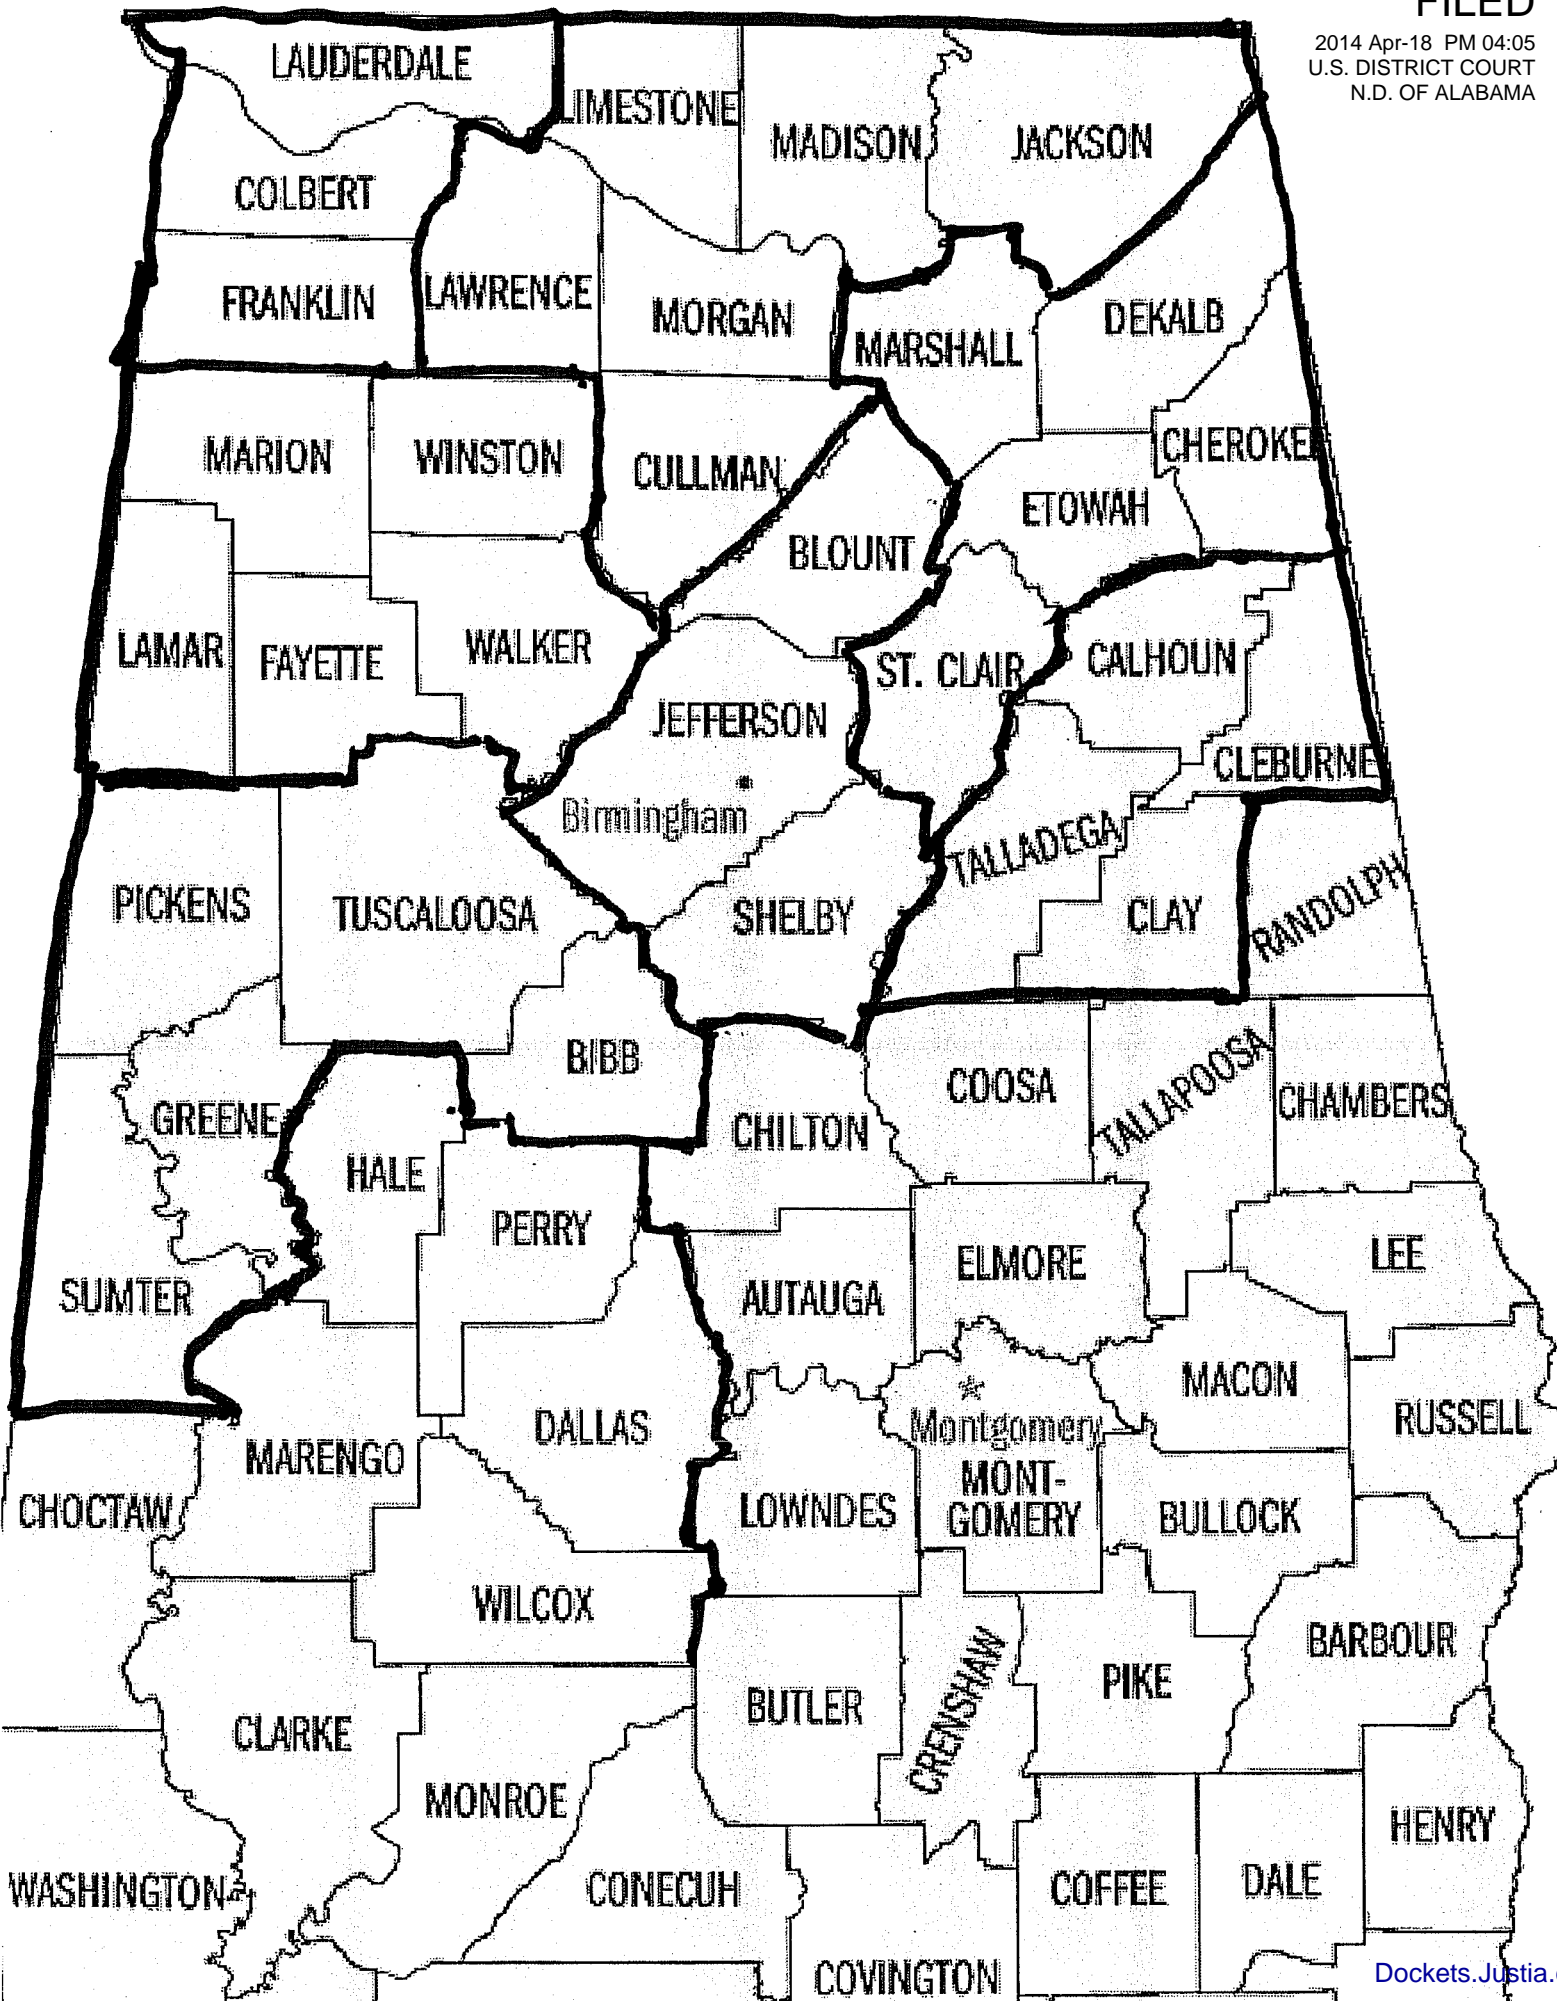 FILED
2014 Apr-18 PM 04:05
U.S. DISTRICT COURT
N.D. OF ALABAMA
LAUDERDALE
LIMESTONE
MADISON
JACKSON
COLBERT
FRANKLIN
LAWRENCE
MORGAN
MARSHALL
DEKALB
MARION
WINSTON
CULLMAN
CHEROKEE
ETOWAH
BLOUNT
LAMAR
FAYETTE
WALKER
ST. CLAIR
CALHOUN
JEFFERSON
CLEBURNE
Birmingham
TALLADEGA
PICKENS
TUSCALOOSA
SHELBY
CLAY
RANDOLPH
BIBB
COOSA
TALLAPOOSA
CHAMBERS
GREENE
CHILTON
HALE
PERRY
ELMORE
LEE
SUMTER
AUTAUGA
MACON
DALLAS
Montgomery
RUSSELL
MARENGO
CHOCTAW
LOWNDES
MONT-
GOMERY
BULLOCK
WILCOX
BARBOUR
BUTLER
CRENSHAW
PIKE
CLARKE
MONROE
HENRY
WASHINGTON
CONECUH
COFFEE
DALE
COVINGTON
Dockets.Justia.